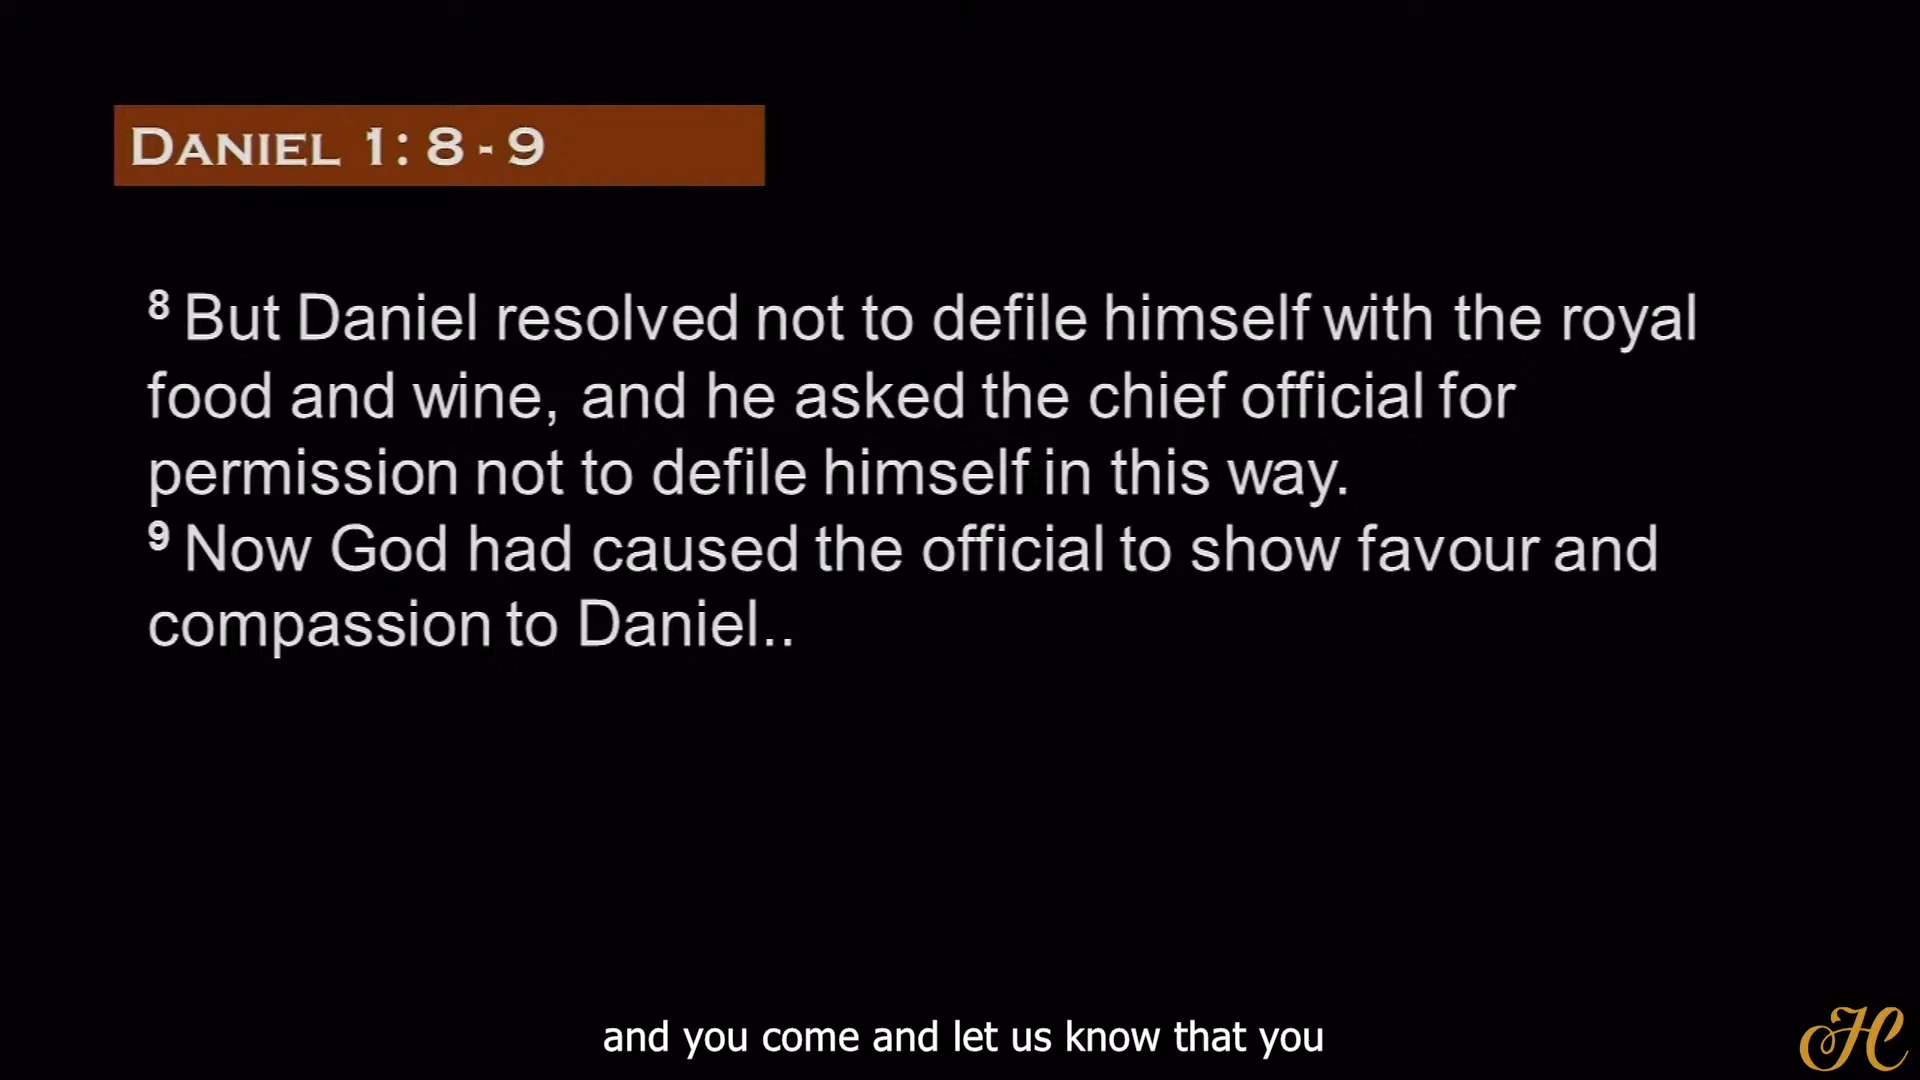 DANIEL 1: 8 - 9
8 But Daniel resolved not to defile himself with the royal
food and wine, and he asked the chief official for
permission not to defile himself in this way.
9 Now God had caused the official to show favour and
compassion to Daniel..
and you come and let us know that you
H